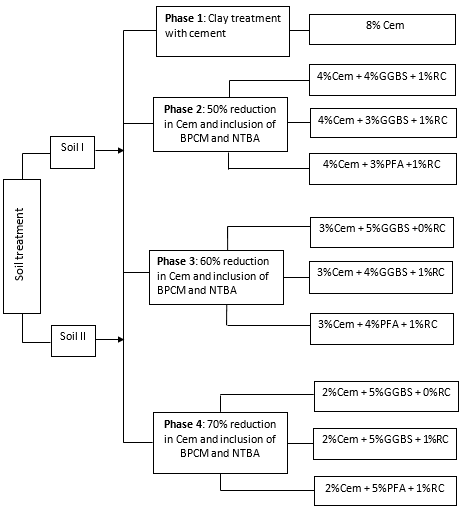 Soil treatment
Soil I
Soil II
Phase 1: Clay treatment
with cement
8% Cem
Phase 2: 50% reduction
in Cem and inclusion of
BPCM and NTBA
4%Cem + 4%GGBS + 1%RC
4%Cem + 3%GGBS + 1%RC
4%Cem + 3%PFA +1%RC
Phase 3: 60% reduction
in Cem and inclusion of
BPCM and NTBA
3%Cem + 5%GGBS +0%RC
3%Cem + 4%GGBS + 1%RC
3%Cem + 4%PFA + 1%RC
Phase 4: 70% reduction
in Cem and inclusion of
BPCM and NTBA
2%Cem + 5%GGBS + 0%RC
2%Cem + 5%GGBS + 1%RC
2%Cem + 5%PFA + 1%RC